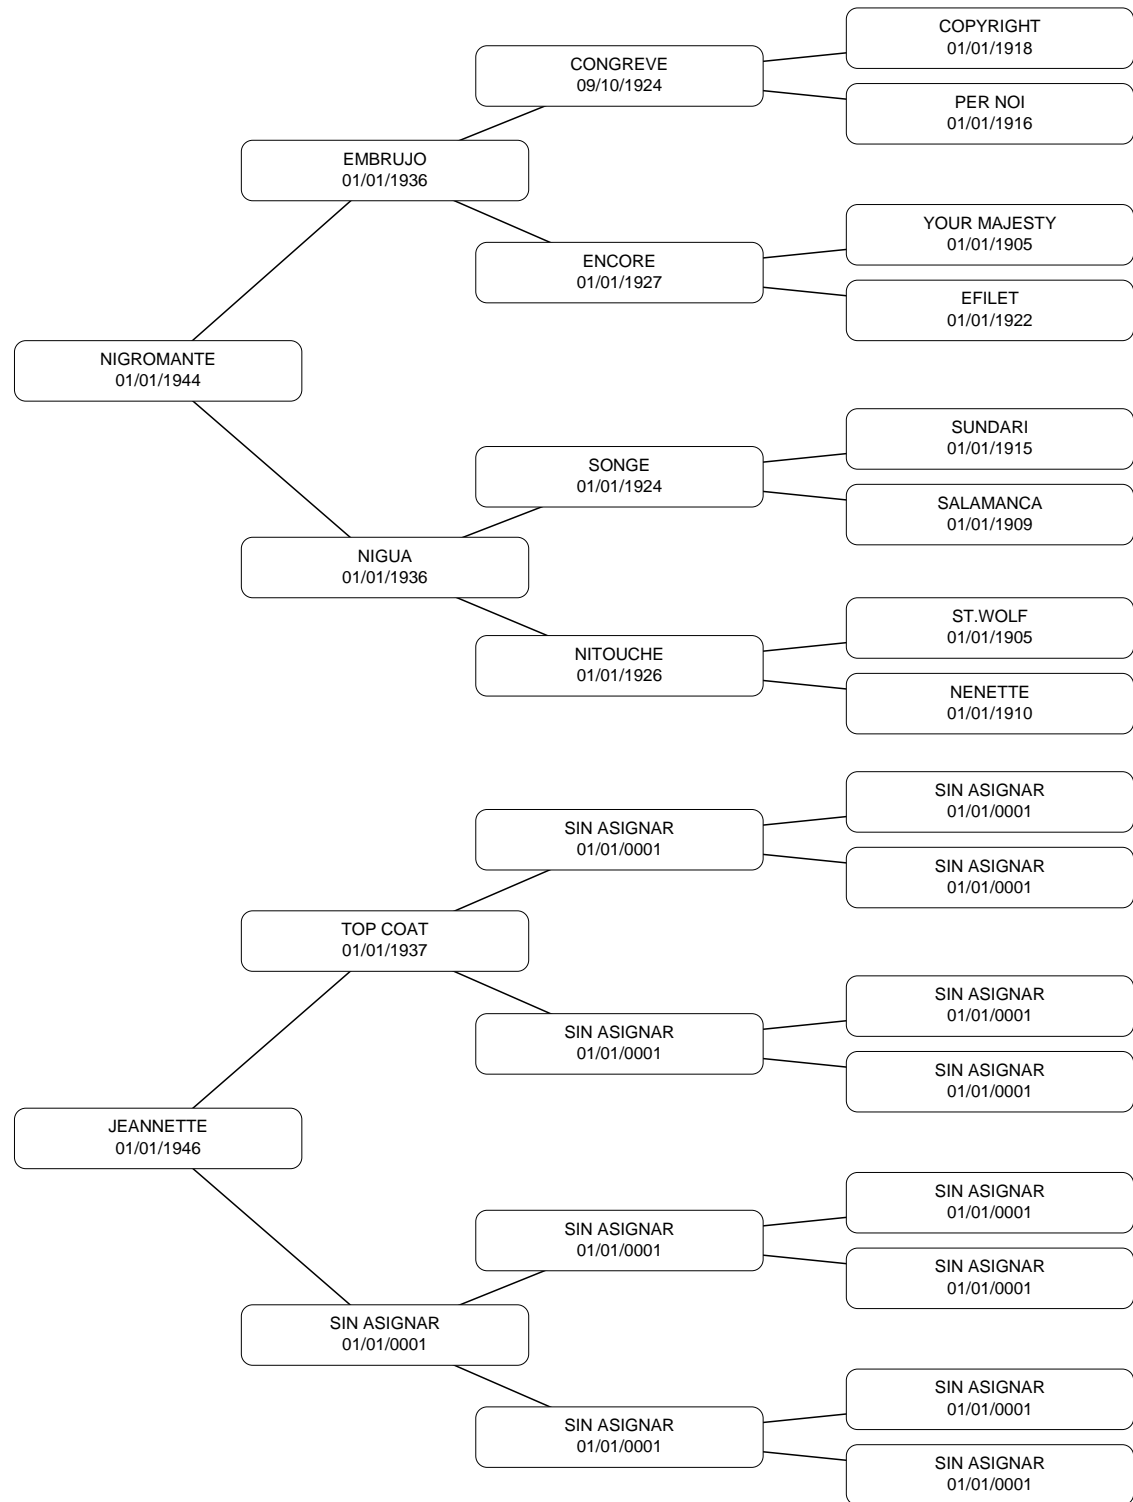 COPYRIGHT
01/01/1918
CONGREVE
09/10/1924
PER NOI
01/01/1916
EMBRUJO
01/01/1936
YOUR MAJESTY
01/01/1905
ENCORE
01/01/1927
EFILET
01/01/1922
NIGROMANTE
01/01/1944
SUNDARI
01/01/1915
SONGE
01/01/1924
SALAMANCA
01/01/1909
NIGUA
01/01/1936
ST.WOLF
01/01/1905
NITOUCHE
01/01/1926
NENETTE
01/01/1910
SIN ASIGNAR
01/01/0001
SIN ASIGNAR
01/01/0001
SIN ASIGNAR
01/01/0001
TOP COAT
01/01/1937
SIN ASIGNAR
01/01/0001
SIN ASIGNAR
01/01/0001
SIN ASIGNAR
01/01/0001
JEANNETTE
01/01/1946
SIN ASIGNAR
01/01/0001
SIN ASIGNAR
01/01/0001
SIN ASIGNAR
01/01/0001
SIN ASIGNAR
01/01/0001
SIN ASIGNAR
01/01/0001
SIN ASIGNAR
01/01/0001
SIN ASIGNAR
01/01/0001